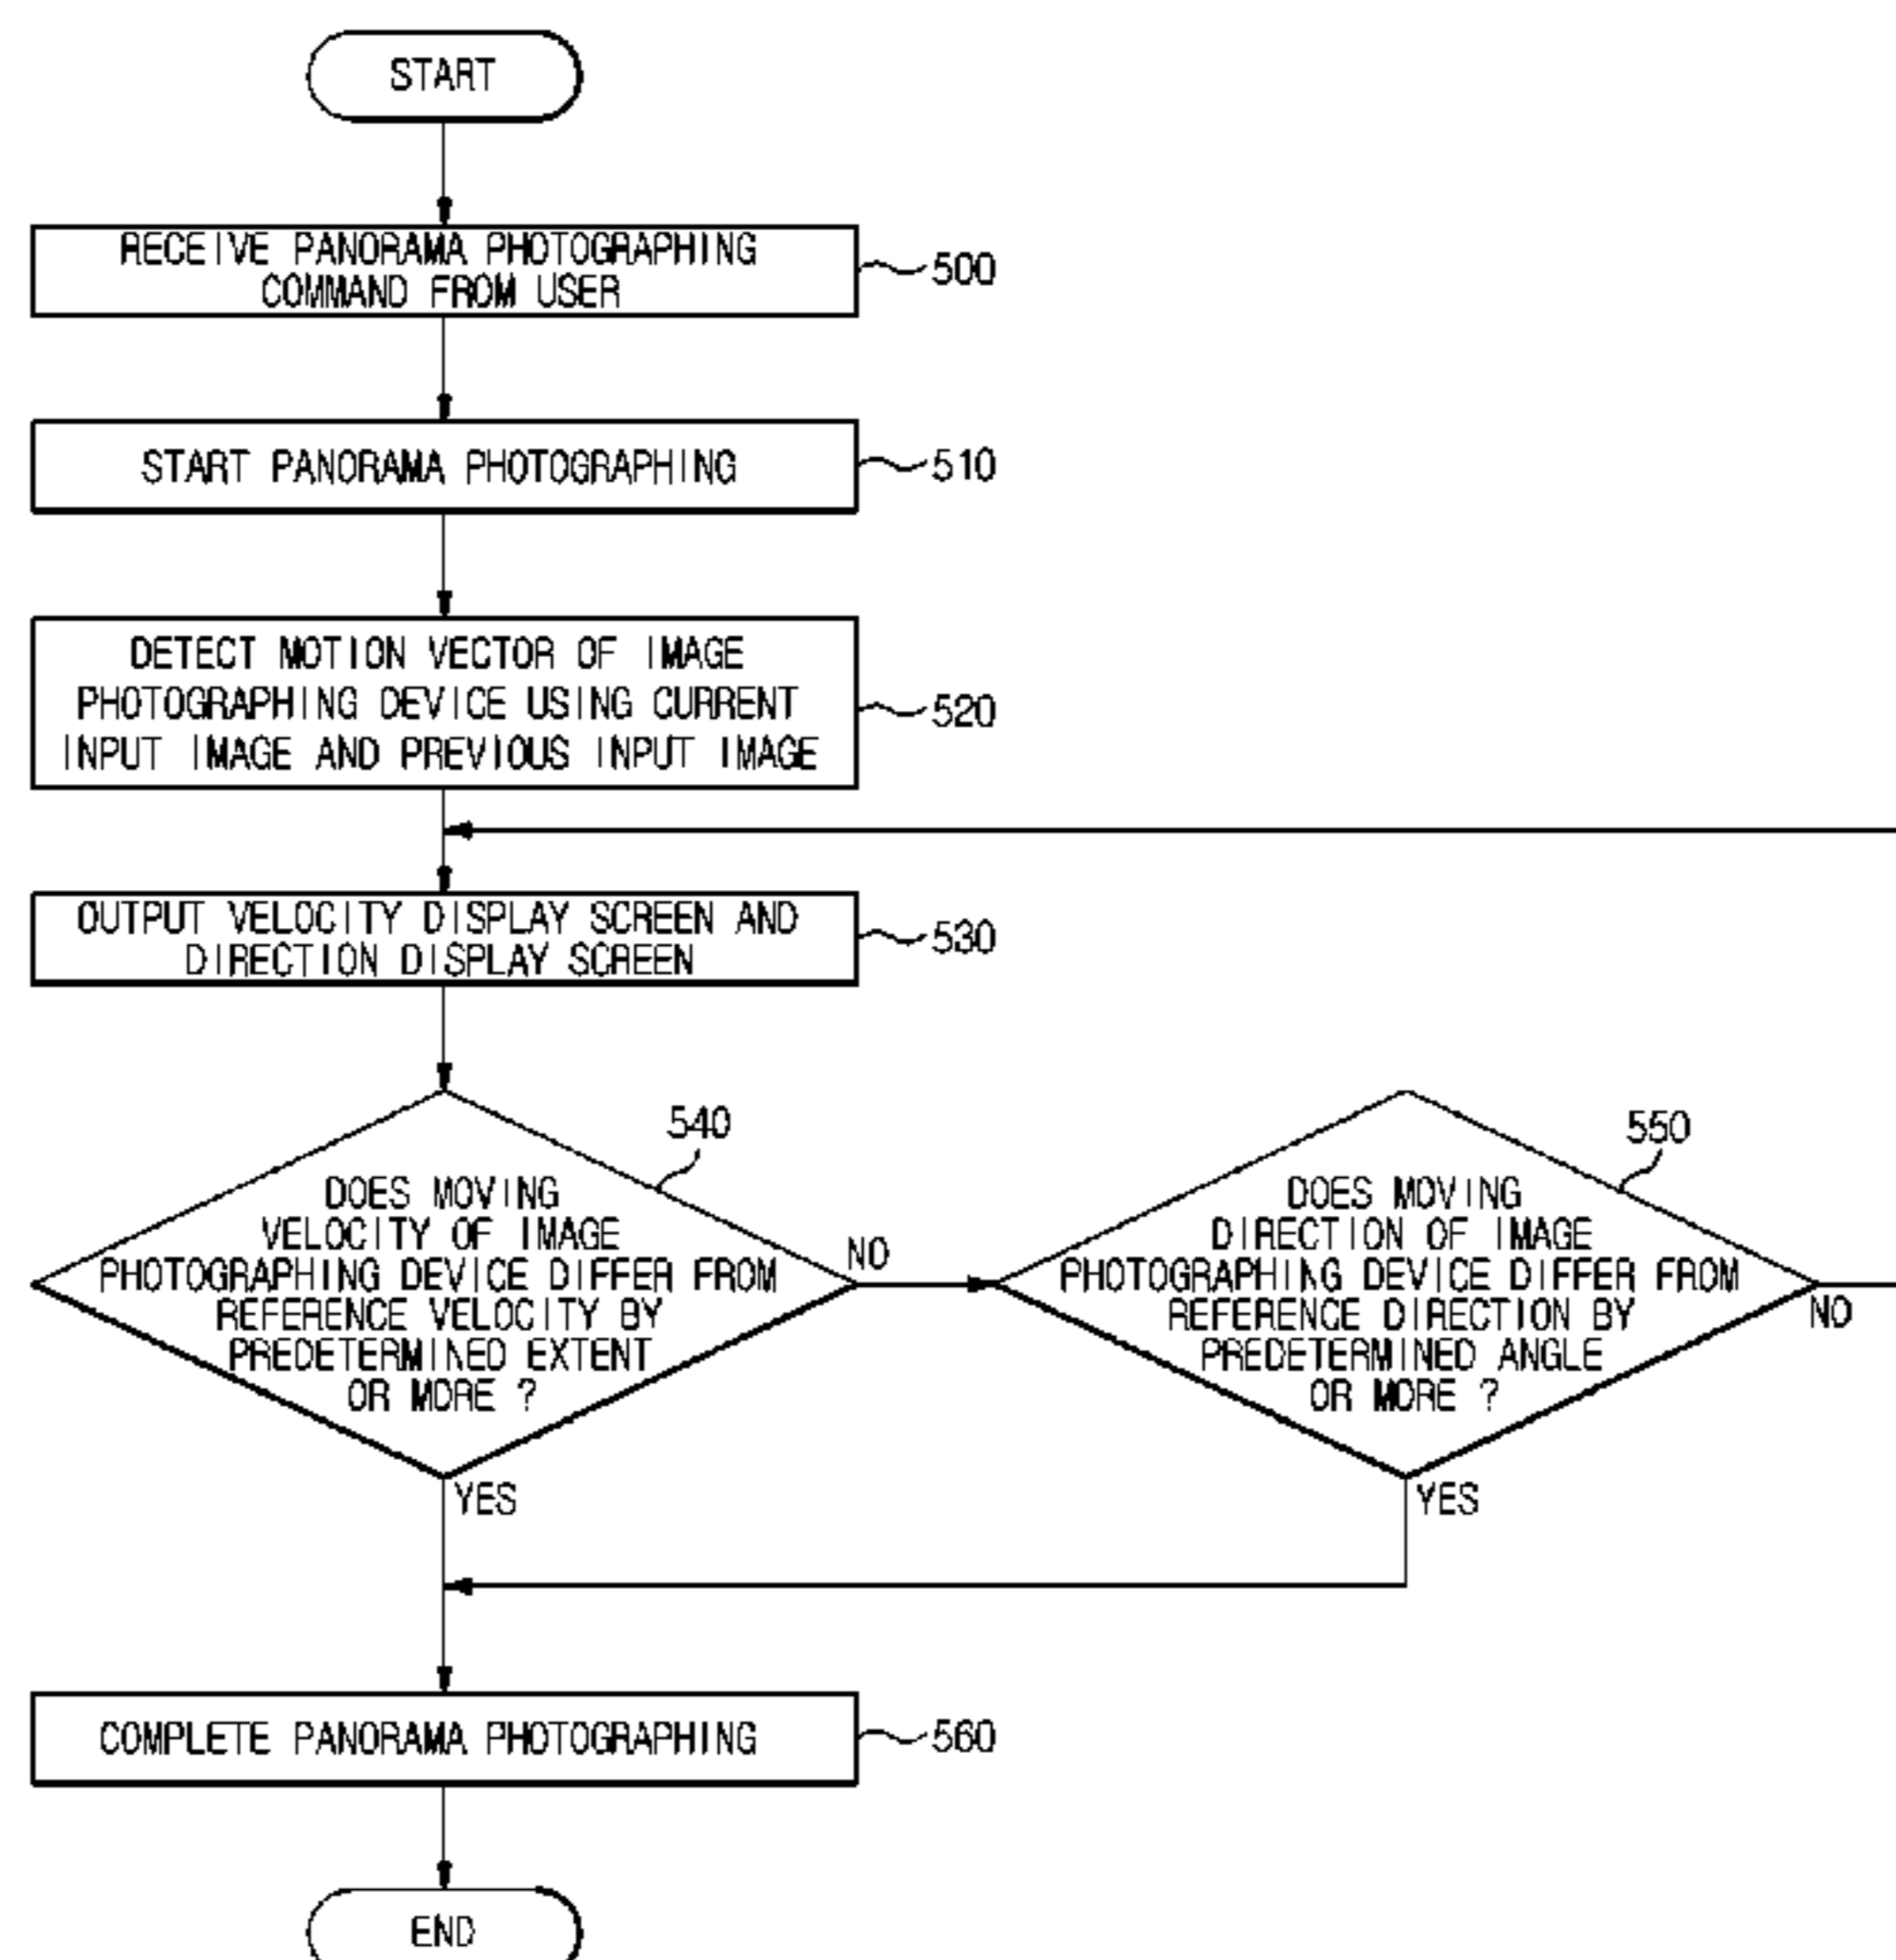 START
RECEIVE PANORAMA PHOTOGRAPHING
COMMAND FROM USER
500
START PANORAMA PHOTOGRAPHING
510
DETECT MOTION VECTOR OF IMAGE
PHOTOGRAPHING DEVICE USING CURRENT
INPUT IMAGE AND PREVIOUS INPUT IMAGE
520
OUTPUT VELOCITY DISPLAY SCREEN AND
DIRECTION DISPLAY SCREEN
530
540
DOES MOVING
VELOCITY OF IMAGE
PHOTOGRAPHING DEVICE DIFFER FROM
REFERENCE VELOCITY BY
PREDETERMINED EXTENT
OR MORE ?
NO
YES
550
DOES MOVING
DIRECTION OF IMAGE
PHOTOGRAPHING DEVICE DIFFER FROM
REFERENCE DIRECTION BY
PREDETERMINED ANGLE
OR MORE ?
NO
YES
COMPLETE PANORAMA PHOTOGRAPHING
560
END